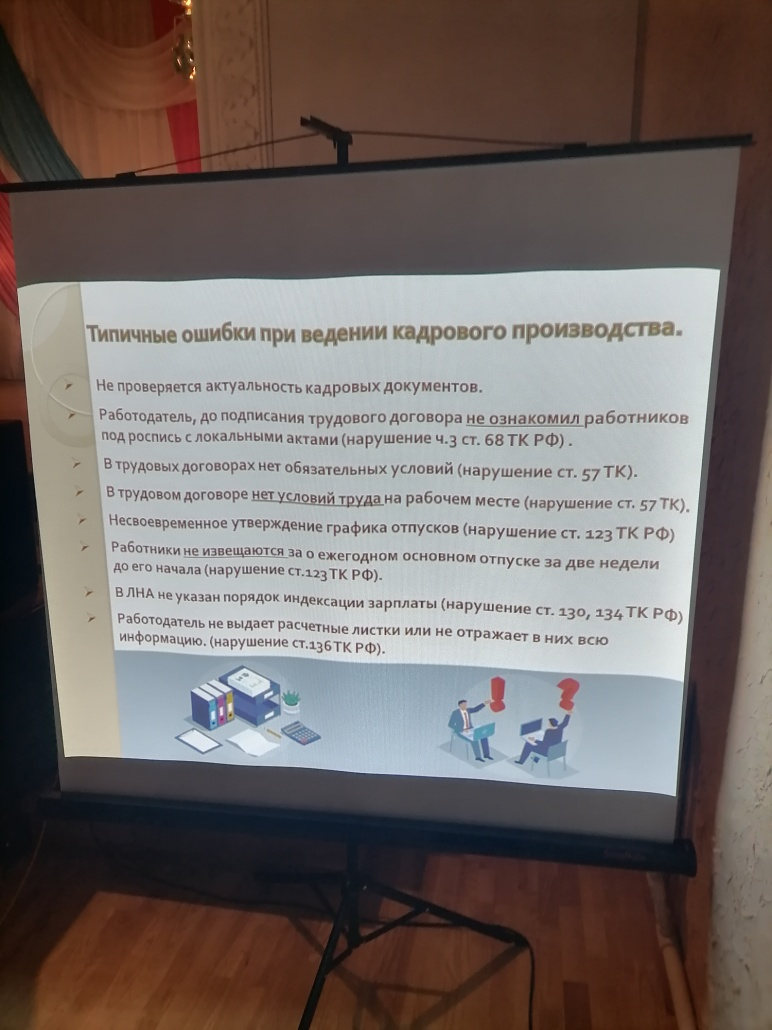 Типичные ошибки при ведении кадрового производства.
Не проверяется актуальность кадровых документов.
Работодатель, до подписания трудового договора не ознакомил работников
под роспись с локальными актами (нарушение ч.3 ст. 68 ТК РФ) .
В трудовых договорах нет обязательных условий (нарушение ст. 57 ТК).
В трудовом договоре нет условий труда на рабочем месте (нарушение ст. 57 ТК).
Несвоевременное утверждение графика отпусков (нарушение ст. 123 ТК РФ)
Работники не извещаются за о ежегодном основном отпуске за две недели
до его начала (нарушение ст.123 ТК РФ).
В ЛНА не указан порядок индексации зарплаты (нарушение ст. 130, 134 ТК РФ)
Работодатель не выдает расчетные листки или не отражает в них всю
информацию. (нарушение ст.136 ТК РФ).